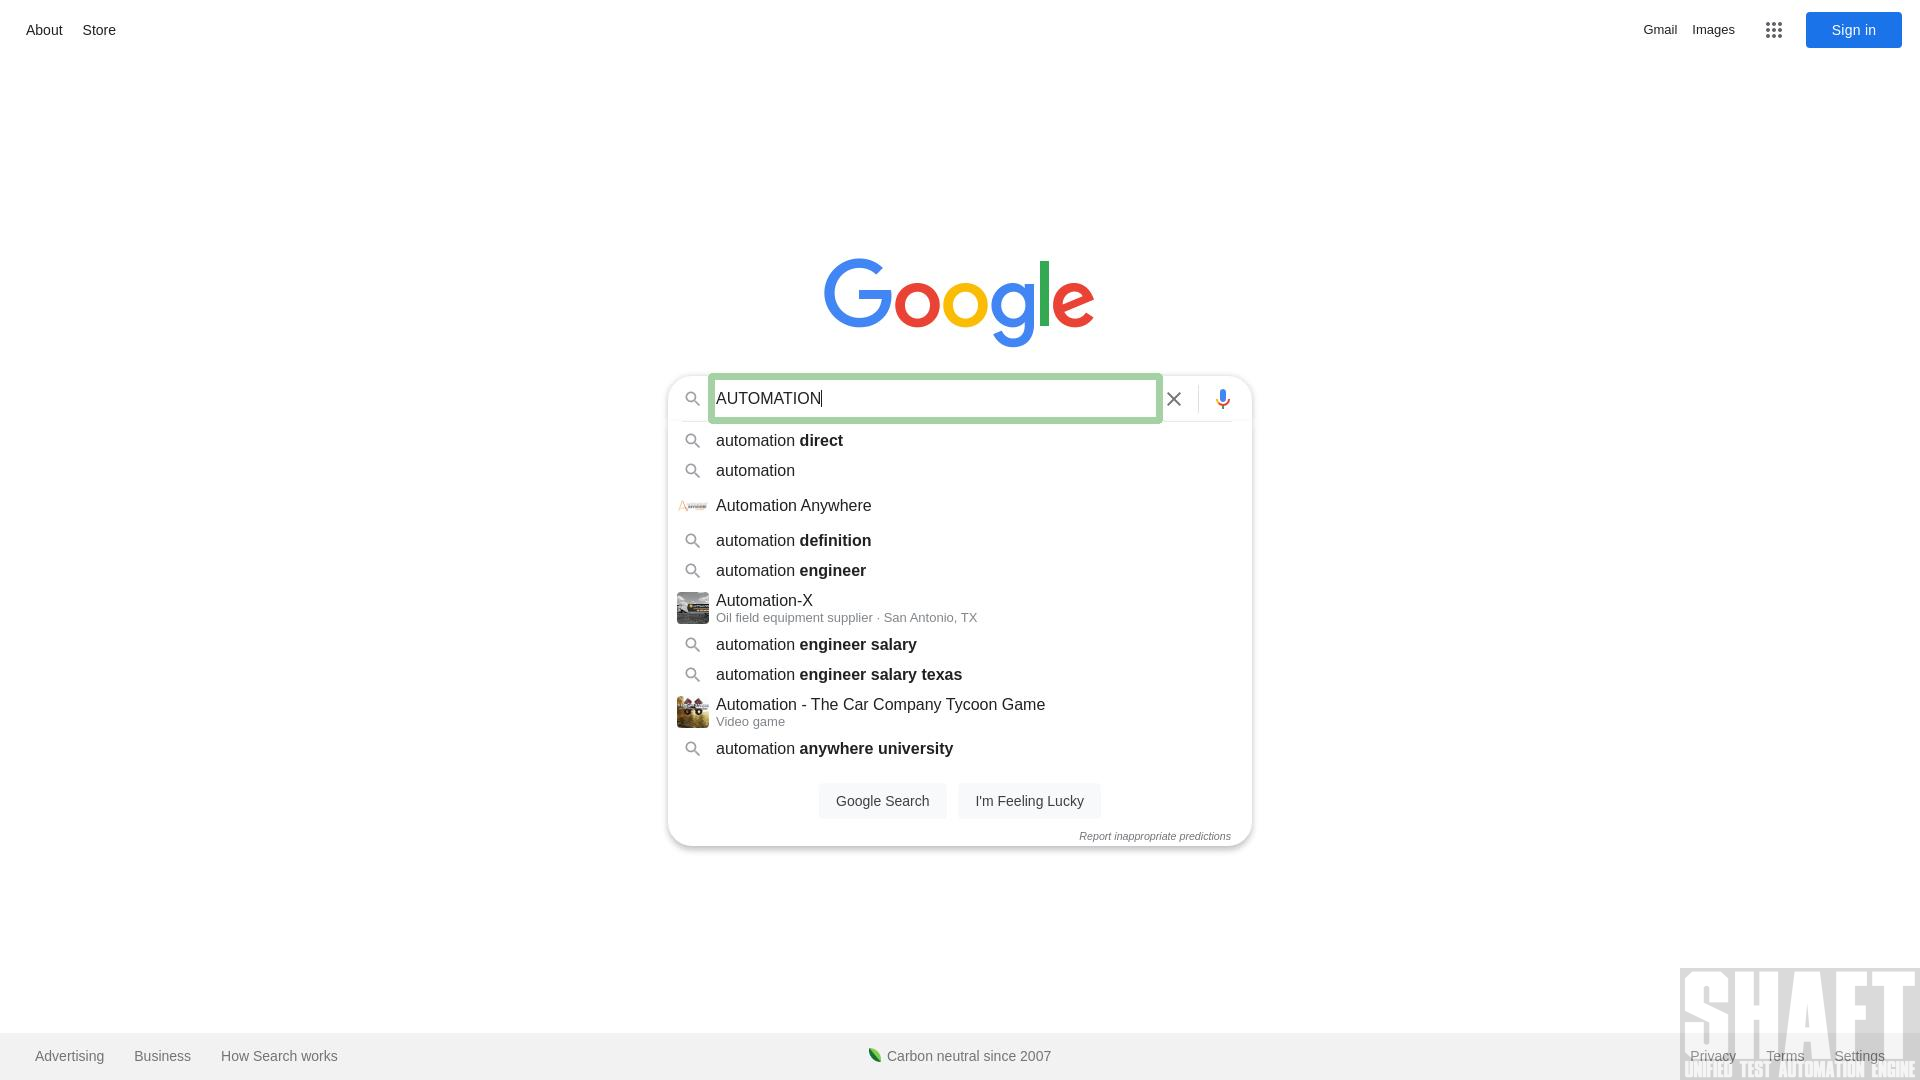 About Store
Gmail Images Sign in
Google
AUTOMATION
automation direct
automation
Automation Anywhere
automation definition
automation engineer
Automation-X
Oil field equipment supplier · San Antonio, TX
automation engineer salary
automation engineer salary texas
Automation - The Car Company Tycoon Game
Video game
automation anywhere university
Google Search I'm Feeling Lucky
Report inappropriate predictions
SHAFT
Advertising Business How Search works Carbon neutral since 2007 Privacy Terms Settings
UNIFIED TEST AUTOMATION ENGINE